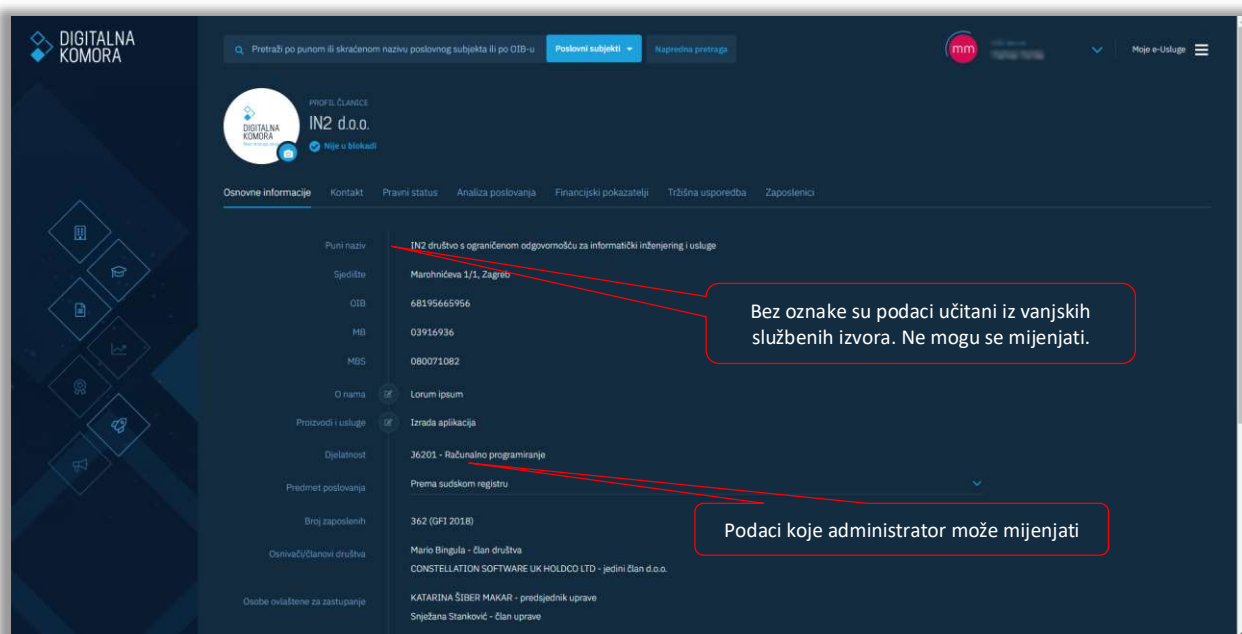 DIGITALNA
KOMORA
Pretraži po punom ili skraćenom nazivu poslovnog subjekta ili po OIB-u
Poslovni subjekti
Napredna pretraga
mm
Moje e-Usluge
DIGITALNA
KOMORA
PROFIL ČLANICE
IN2 d.o.o.
Nije u blokadi
Osnovne informacije Kontakt Pravni status Analiza poslovanja Financijski pokazatelji Tržišna usporedba Zaposlenici
Puni naziv IN2 društvo s ograničenom odgovornošću za informatički inženjering i usluge
Sjedište Marohnićeva 1/1, Zagreb
OIB 68195665956
MB 03916936
MBS 080071082
O nama Lorum ipsum
Proizvodi i usluge Izrada aplikacija
Djelatnost J6201 - Računalno programiranje
Predmet poslovanja Prema sudskom registru
Broj zaposlenih 362 (GFI 2018)
Osnivači/članovi društva Mario Bingula - član društva
CONSTELLATION SOFTWARE UK HOLDCO LTD - jedini član d.o.o.
Osobe ovlaštene za zastupanje KATARINA ŠIBER MAKAR - predsjednik uprave
Snježana Stanković - član uprave
Bez oznake su podaci učitani iz vanjskih
službenih izvora. Ne mogu se mijenjati.
Podaci koje administrator može mijenjati